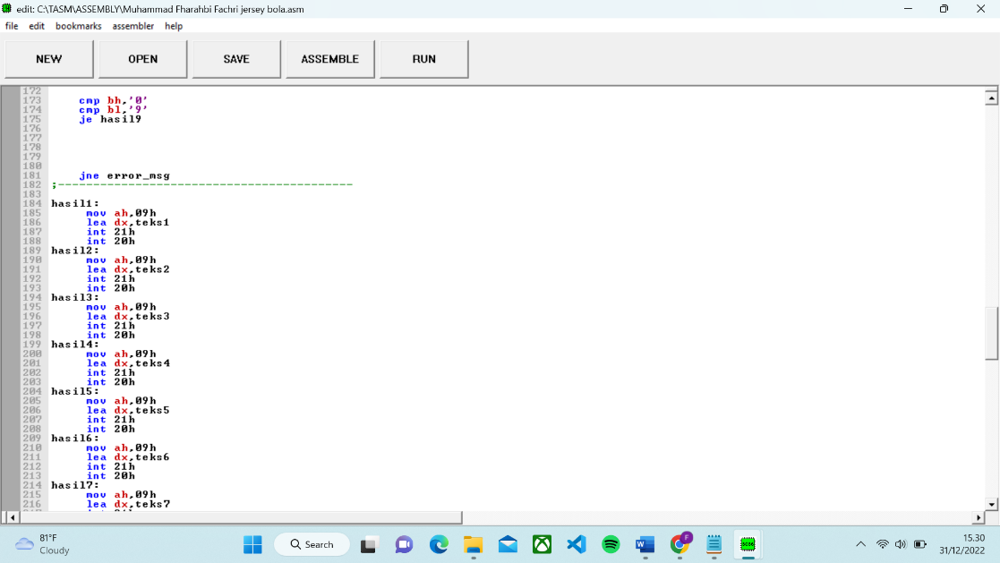 edit: C:\TASM\ASSEMBLY\Muhammad Fharahbi Fachri jersey bola.asm
file edit bookmarks assembler help
NEW OPEN SAVE ASSEMBLE RUN
172
173 cmp bh,'0'
174 cmp bl,'9'
175 je hasil9
176
177
178
179
180
181 jne error_msg
182 ;------------------------------------------
183
184 hasil1:
185 mov ah,09h
186 lea dx,teks1
187 int 21h
188 int 20h
189 hasil2:
190 mov ah,09h
191 lea dx,teks2
192 int 21h
193 int 20h
194 hasil3:
195 mov ah,09h
196 lea dx,teks3
197 int 21h
198 int 20h
199 hasil4:
200 mov ah,09h
201 lea dx,teks4
202 int 21h
203 int 20h
204 hasil5:
205 mov ah,09h
206 lea dx,teks5
207 int 21h
208 int 20h
209 hasil6:
210 mov ah,09h
211 lea dx,teks6
212 int 21h
213 int 20h
214 hasil7:
215 mov ah,09h
216 lea dx,teks7
81°F
Cloudy
Search
F
15.30
31/12/2022